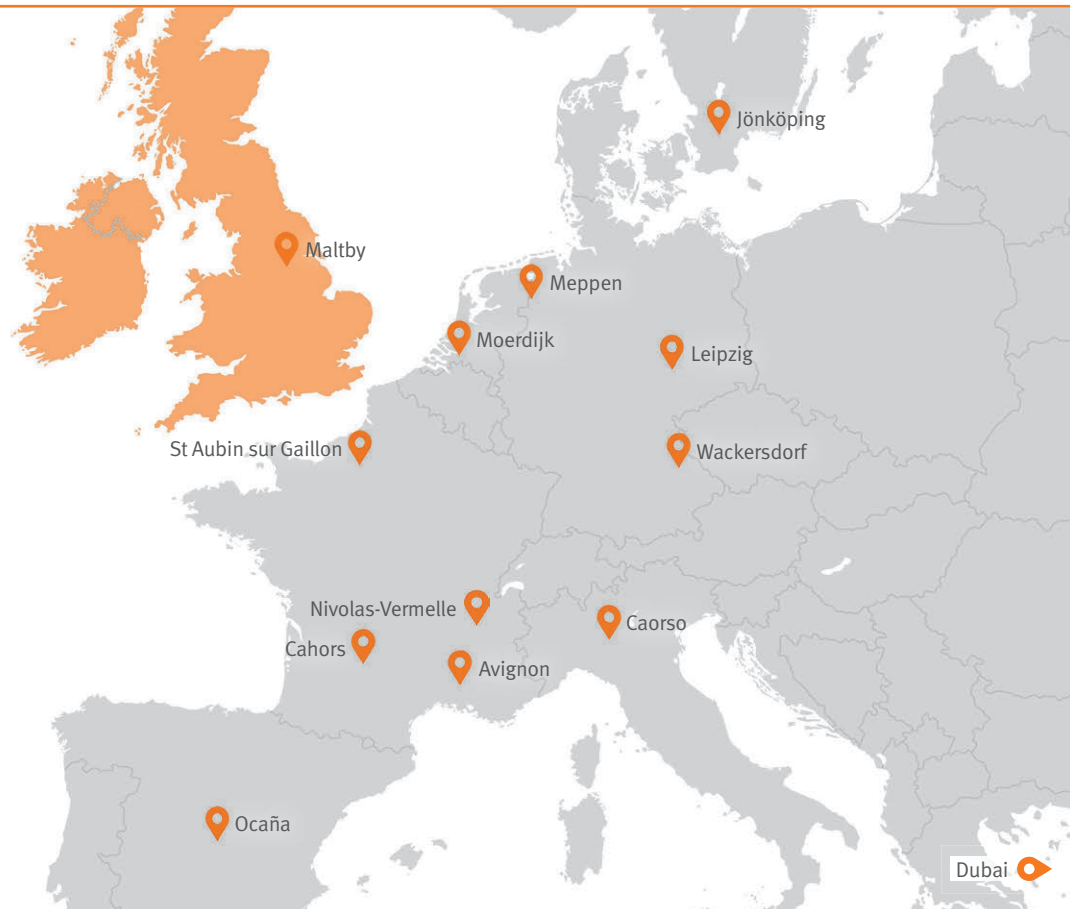 Jönköping
Maltby
Meppen
Moerdijk
Leipzig
St Aubin sur Gaillon
Wackersdorf
Nivolas-Vermelle
Caorso
Cahors
Avignon
Ocaña
Dubai